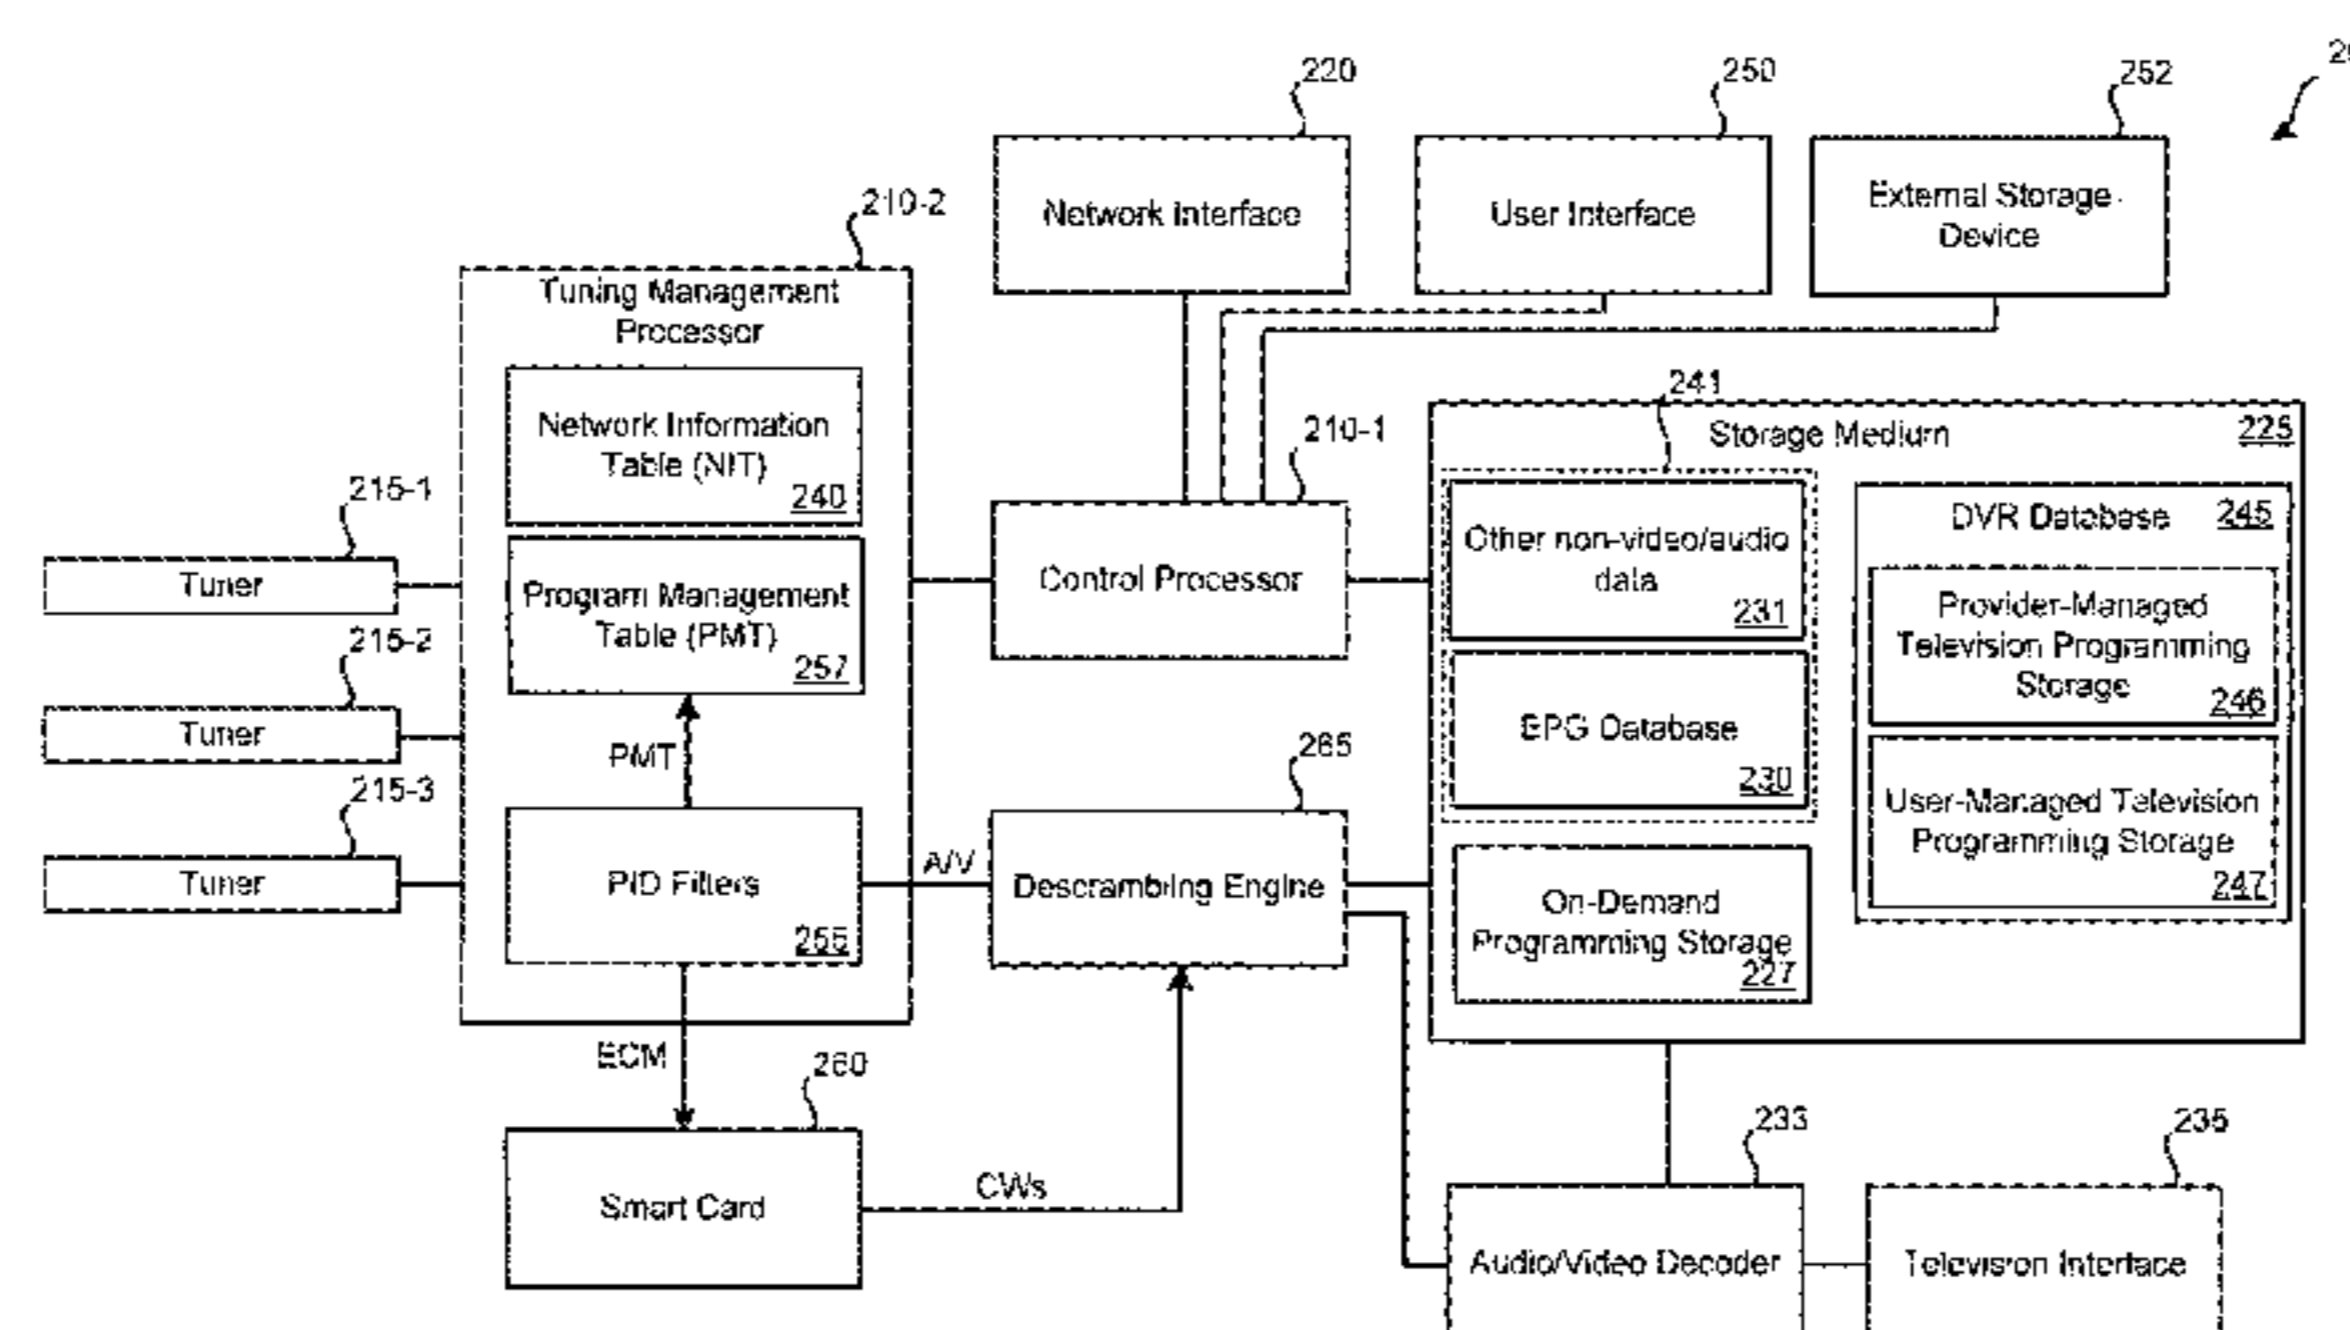 220
250
252
210-2
Network Interface
User Interface
External Storage
Device
Tuning Management
Processor
Network Information
Table (NIT)
240
241
210-1
Storage Medium
225
215-1
Tuner
Program Management
Table (PMT)
257
Control Processor
Other non-video/audio
data
231
DVR Database
245
Provider-Managed
Television Programming
Storage
246
215-2
Tuner
PMT
265
EPG Database
230
User-Managed Television
Programming Storage
247
215-3
Tuner
PID Filters
255
A/V
Descrambling Engine
On-Demand
Programming Storage
227
ECM
260
Smart Card
CWs
233
235
Audio/Video Decoder
Television Interface